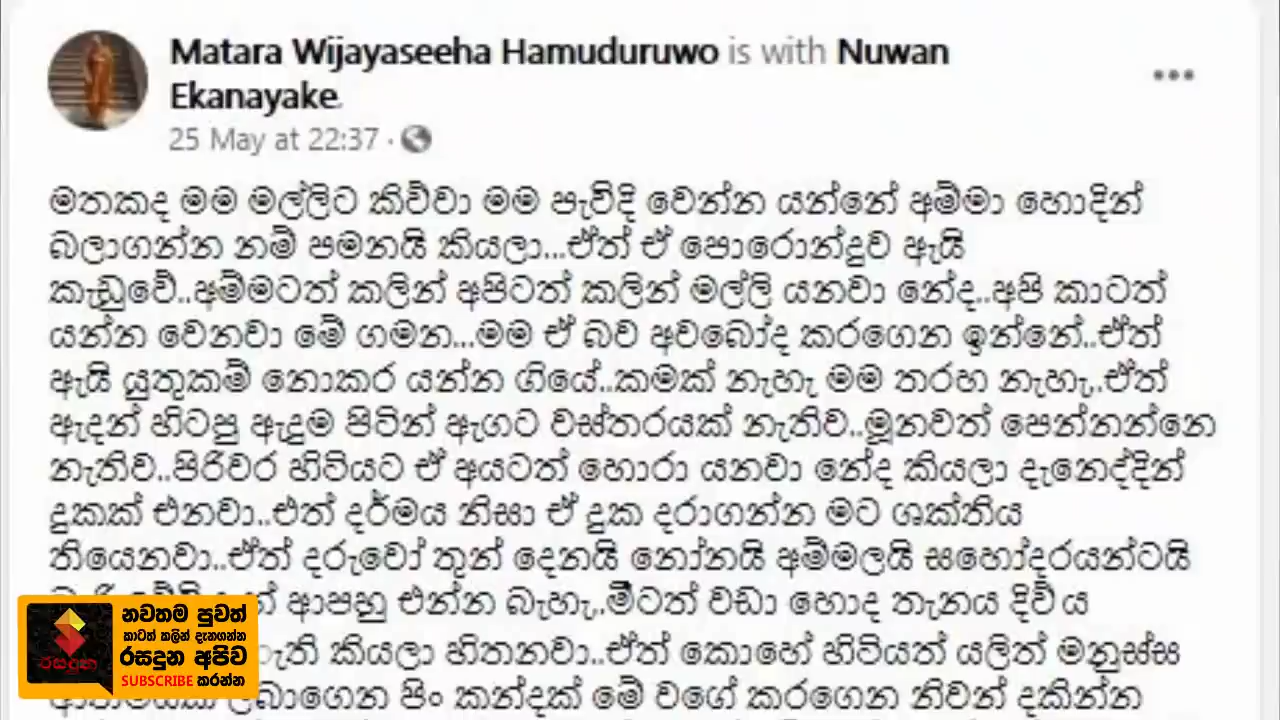 Matara Wijayaseeha Hamuduruwo is with Nuwan
Ekanayake.
25 May at 22:37 ·
මතකද මම මල්ලිට කිව්වා මම පැවිදි වෙන්න යන්නේ අම්මා හොදින්
බලාගන්න නම් පමනයි කියලා...ඒත් ඒ පොරොන්දුව ඇයි
කැඩුවේ..අම්මටත් කලින් අපිටත් කලින් මල්ලි යනවා නේද..අපි කාටත්
යන්න වෙනවා මේ ගමන...මම ඒ බව අවබෝද කරගෙන ඉන්නේ..ඒත්
ඇයි යුතුකම් නොකර යන්න ගියේ..කමක් නැහැ මම තරහ නැහැ..ඒත්
ඇදන් හිටපු ඇදුම පිටින් ඇගට වස්තරයක් නැතිව..මූනවත් පෙන්නන්නෙ
නැතිව..පිරිවර හිටියට ඒ අයටත් හොරා යනවා නේද කියලා දැනෙද්දින්
දුකක් එනවා..එත් දර්මය නිසා ඒ දුක දරාගන්න මට ශක්තිය
තියෙනවා..ඒත් දරුවෝ තුන් දෙනයි නෝනයි අම්මලයි සහෝදරයන්ටයි
ආපහු එන්න බැහැ..මීටත් වඩා හොද තැනය දිව්ය
කියලා හිතනවා..ඒත් කොහේ හිටියත් යලිත් මනුස්ස
ලබාගෙන පිං කන්දක් මේ වගේ කරගෙන නිවන් දකින්න
රසදුන
නවතම පුවත්
කාටත් කලින් දැනගන්න
රසදුන අපිව
SUBSCRIBE කරන්න